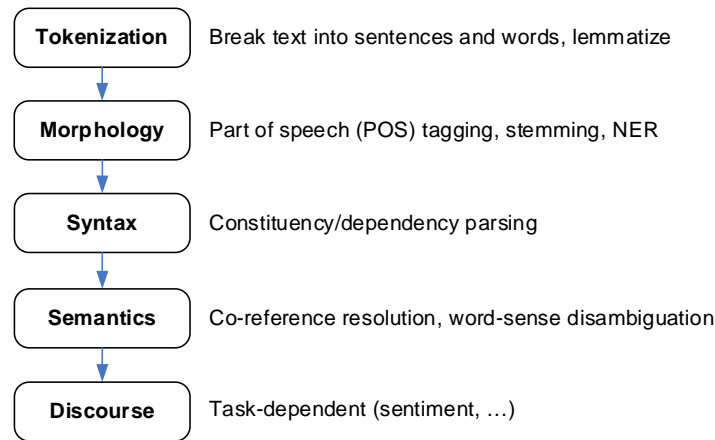 Tokenization Break text into sentences and words, lemmatize
Morphology Part of speech (POS) tagging, stemming, NER
Syntax Constituency/dependency parsing
Semantics Co-reference resolution, word-sense disambiguation
Discourse Task-dependent (sentiment, …)